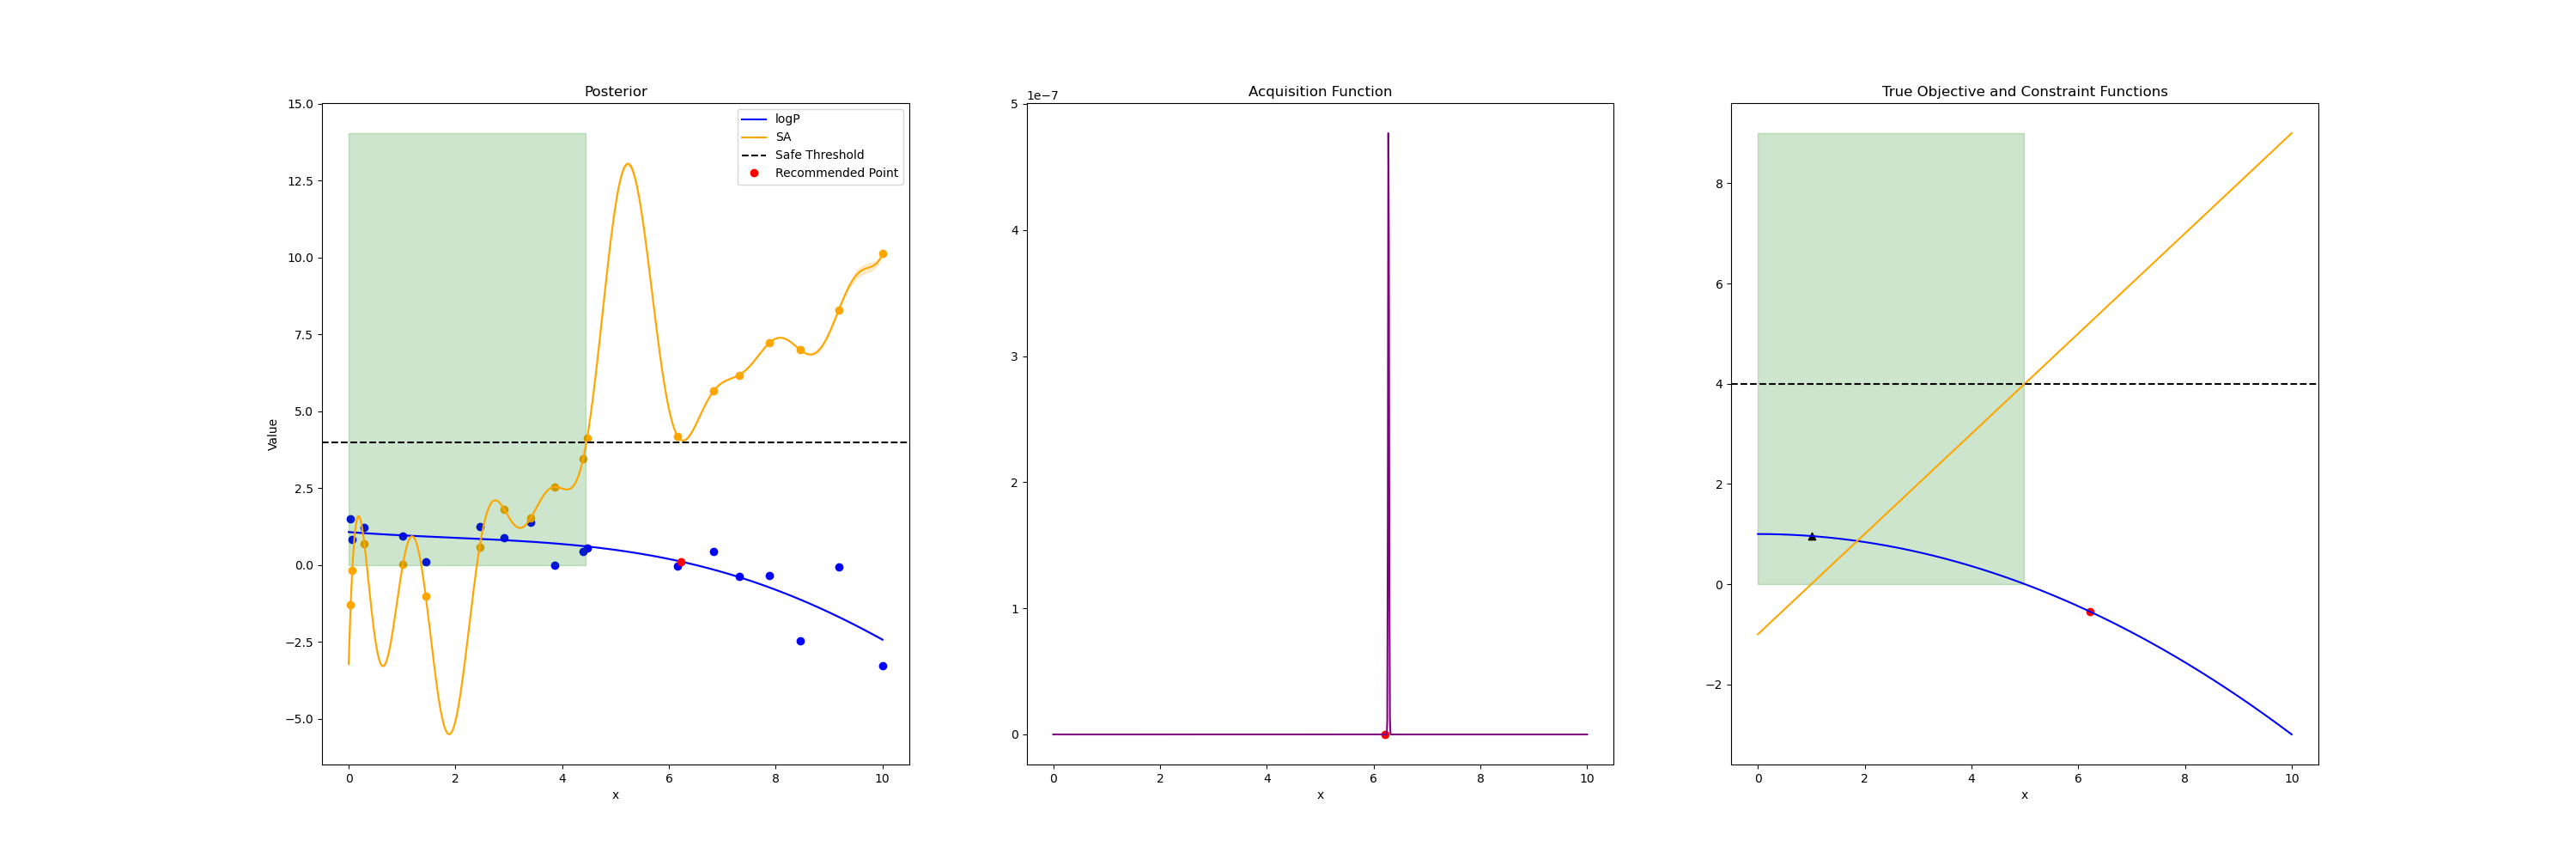 Posterior
15.0
12.5
10.0
7.5
5.0
2.5
0.0
−2.5
−5.0
Value
0 2 4 6 8 10
x
logP
SA
Safe Threshold
Recommended Point
Acquisition Function
1e−7
5
4
3
2
1
0
0 2 4 6 8 10
x
True Objective and Constraint Functions
8
6
4
2
0
−2
0 2 4 6 8 10
x